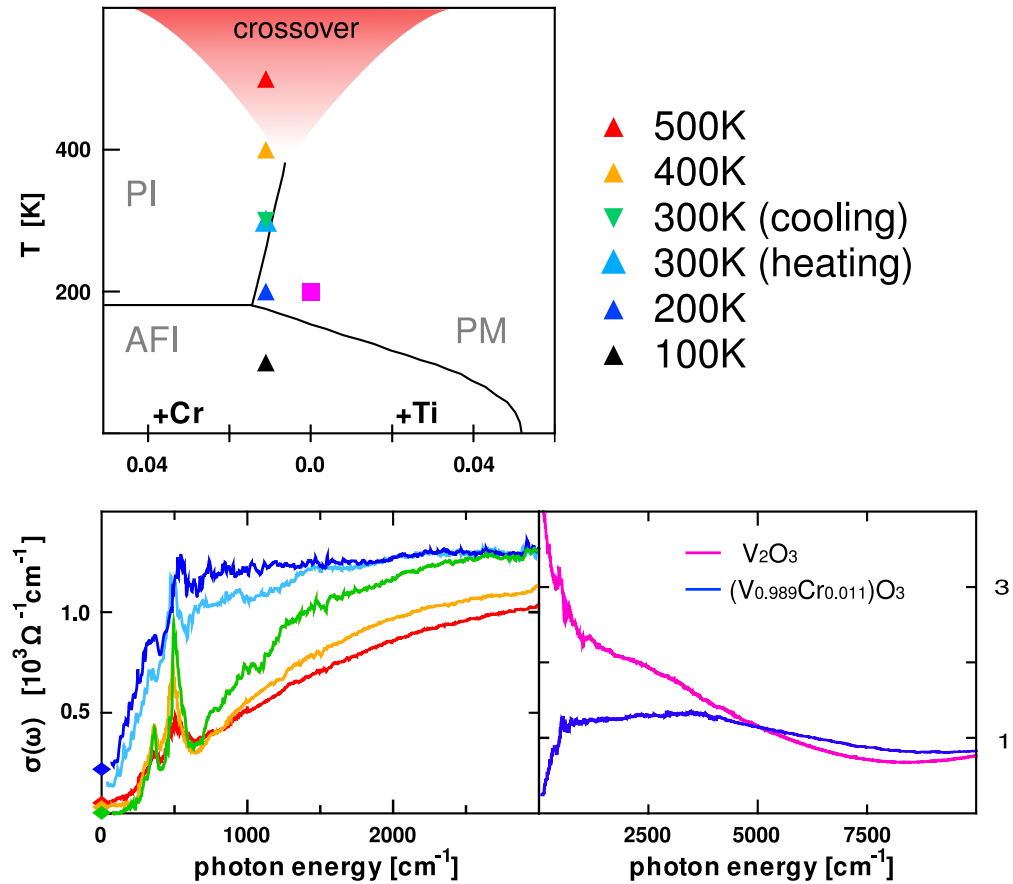 crossover
400
PI
T [K]
200
AFI
PM
+Cr
+Ti
0.04
0.0
0.04
500K
400K
300K (cooling)
300K (heating)
200K
100K
σ(ω) [10³ Ω⁻¹cm⁻¹]
1.0
0.5
0
1000
2000
photon energy [cm⁻¹]
V₂O₃
(V₀.₉₈₉Cr₀.₀₁₁)O₃
3
1
2500
5000
7500
photon energy [cm⁻¹]